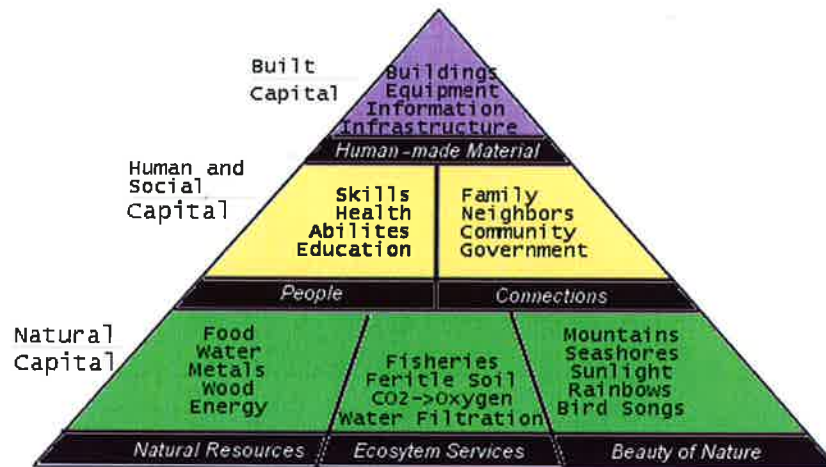 Built
Capital
Buildings
Equipment
Information
Infrastructure
Human-made Material
Human and
Social
Capital
Skills
Health
Abilites
Education
Family
Neighbors
Community
Government
People
Connections
Natural
Capital
Food
Water
Metals
Wood
Energy
Fisheries
Feritle Soil
CO2->Oxygen
Water Filtration
Mountains
Seashores
Sunlight
Rainbows
Bird Songs
Natural Resources
Ecosytem Services
Beauty of Nature